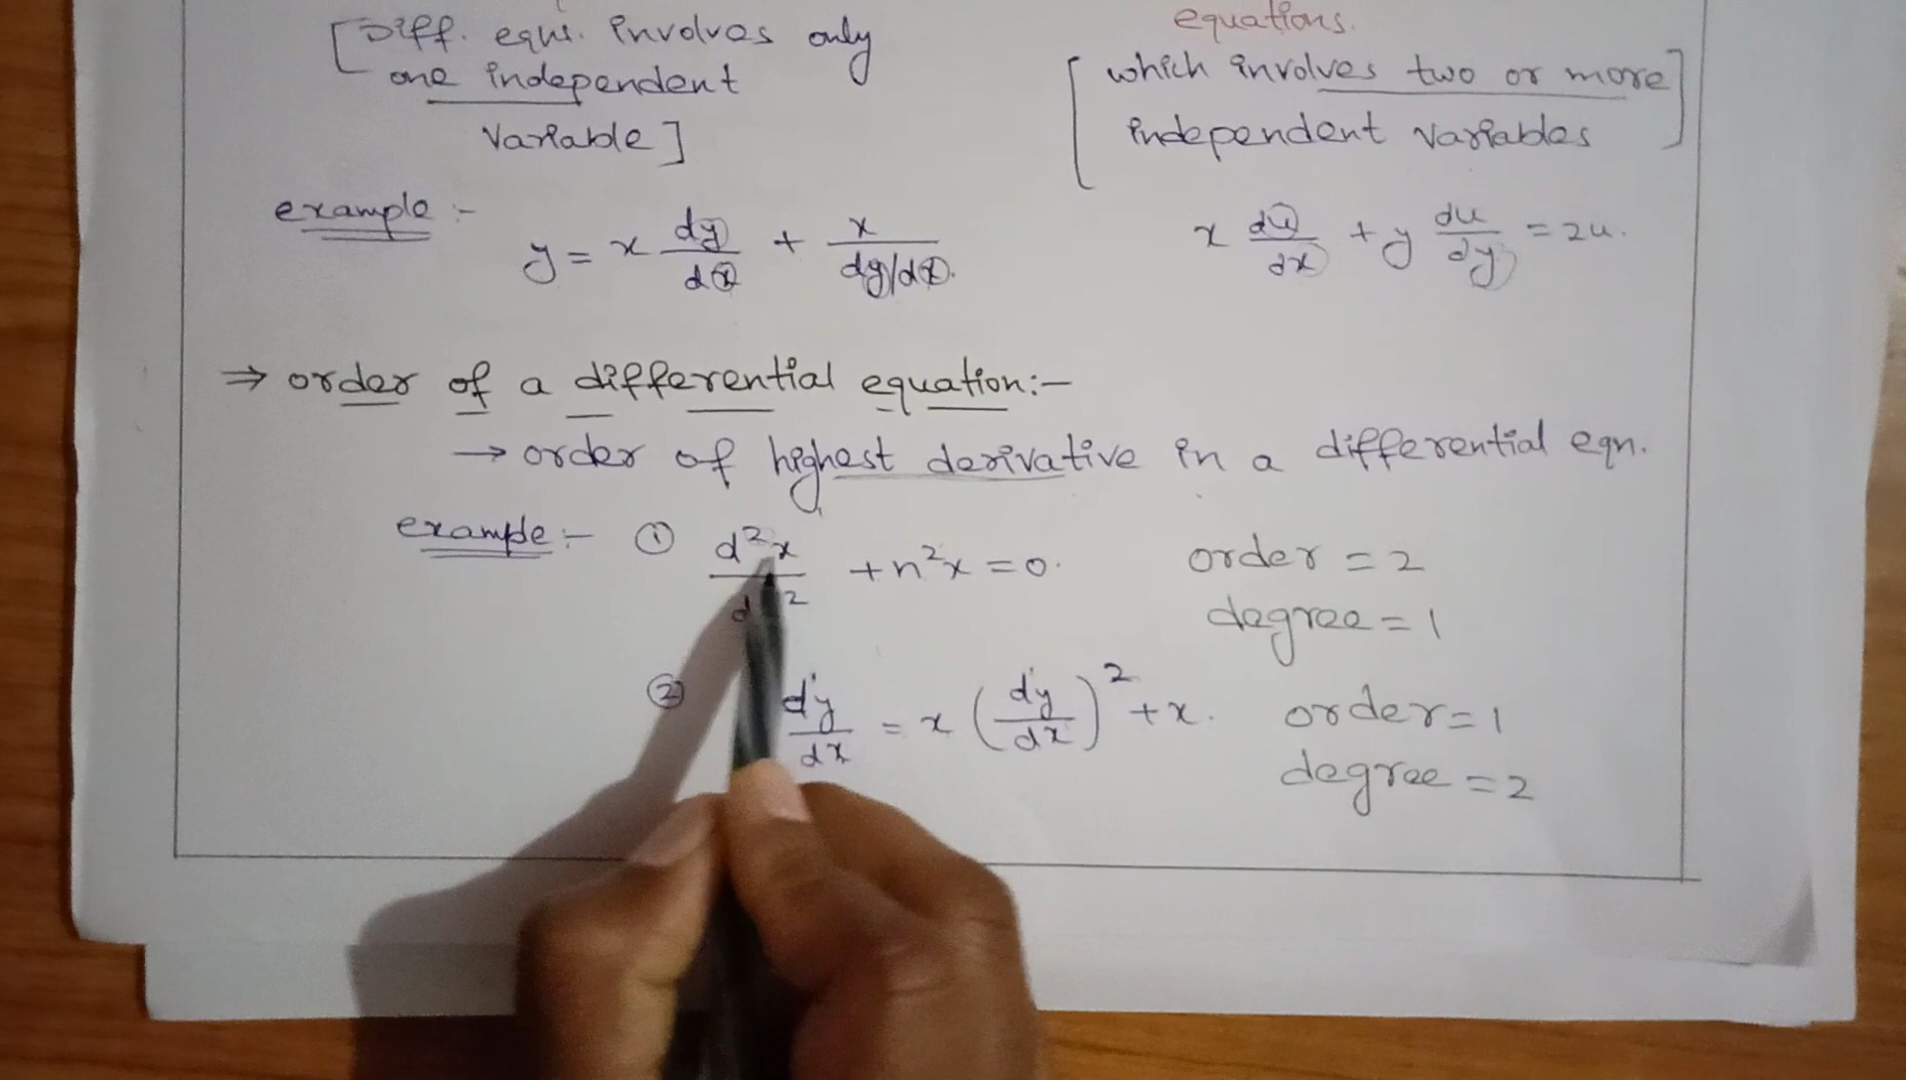 [Diff. eqns. involves only
one independent
variable]
equations.
[which involves two or more]
independent variables
example :-
y = x dy/dx + x/(dy/dx).
x du/dx + y du/dy = 2u.
⇒ order of a differential equation:-
→ order of highest derivative in a differential eqn.
example:- ① d²x/d ² + n²x = 0. order = 2
degree = 1
② dy/dx = x (dy/dx)² + x. order = 1
degree = 2